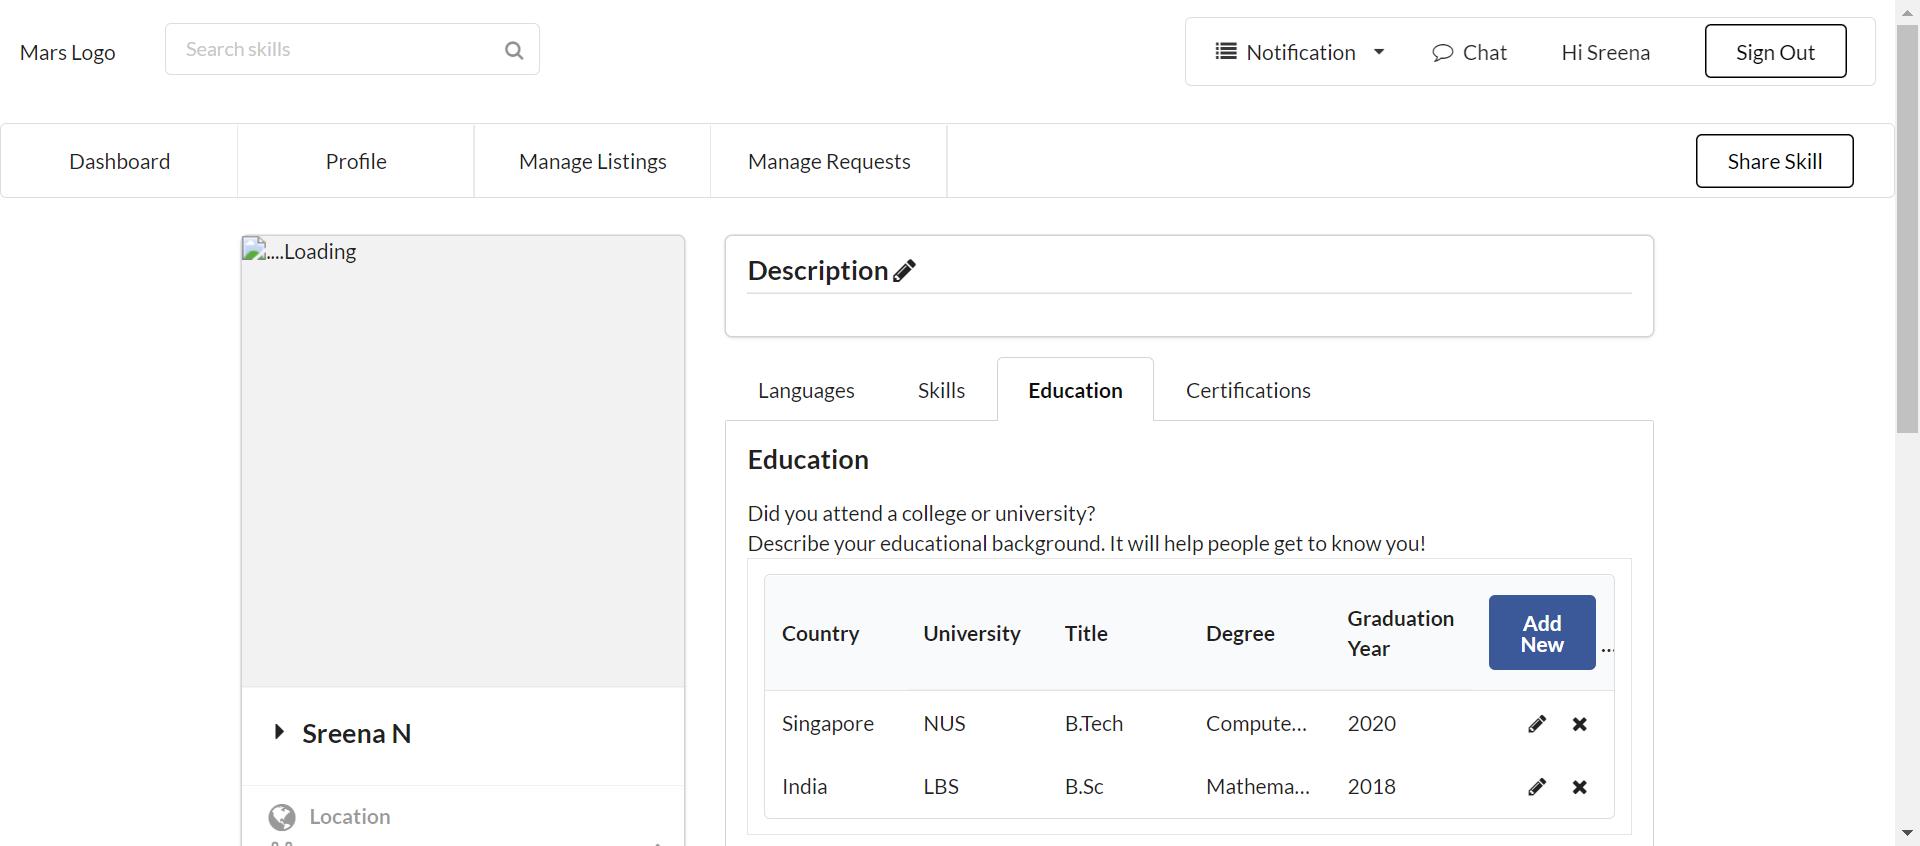 Mars Logo
Search skills
Notification
Chat
Hi Sreena
Sign Out
Dashboard
Profile
Manage Listings
Manage Requests
Share Skill
....Loading
Description
Languages
Skills
Education
Certifications
Education
Did you attend a college or university?
Describe your educational background. It will help people get to know you!
Country
University
Title
Degree
Graduation
Year
Add
New
...
Singapore
NUS
B.Tech
Compute...
2020
India
LBS
B.Sc
Mathema...
2018
Sreena N
Location